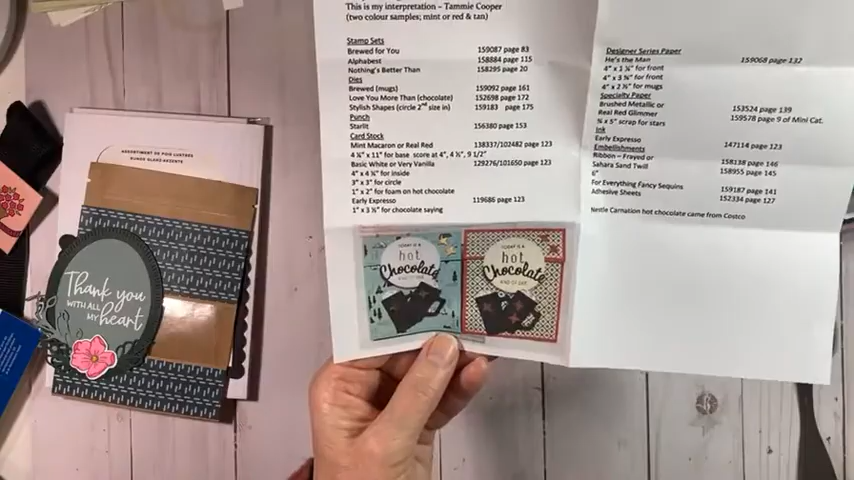 This is my interpretation – Tammie Cooper
(two colour samples; mint or red & tan)
Stamp Sets
Brewed for You 159087 page 83
Alphabest 158884 page 115
Nothing's Better Than 158295 page 20
Dies
Brewed (mugs) 159092 page 161
Love You More Than (chocolate) 152698 page 172
Stylish Shapes (circle 2nd size in) 159183 page 175
Punch
Starlit 156380 page 153
Card Stock
Mint Macaron or Real Red 138337/102482 page 123
4 ¼" x 11" for base score at 4", 4 ½", 9 1/2"
Basic White or Very Vanilla 129276/101650 page 123
4" x 4 ¼" for inside
3" x 3" for circle
1" x 2" for foam on hot chocolate
Early Espresso 119686 page 123
1" x 3 ½" for chocolate saying
Designer Series Paper
He's the Man 159068 page 132
4" x 1 ¼" for front
4" x 3 ¾" for front
4" x 2 ½" for mugs
Specialty Paper
Brushed Metallic or 153524 page 139
Real Red Glimmer 159578 page 9 of Mini Cat.
x 5" scrap for stars
Ink
Early Espresso 147114 page 123
Embellishments
Ribbon – Frayed or 158138 page 146
Sahara Sand Twill 158955 page 145
6"
For Everything Fancy Sequins 159187 page 141
Adhesive Sheets 152334 page 127
Nestle Carnation hot chocolate came from Costco
TODAY IS A
hot
Chocolate
KIND OF DAY
TODAY IS A
hot
Chocolate
KIND OF DAY
Thank you
WITH ALL
MY heart